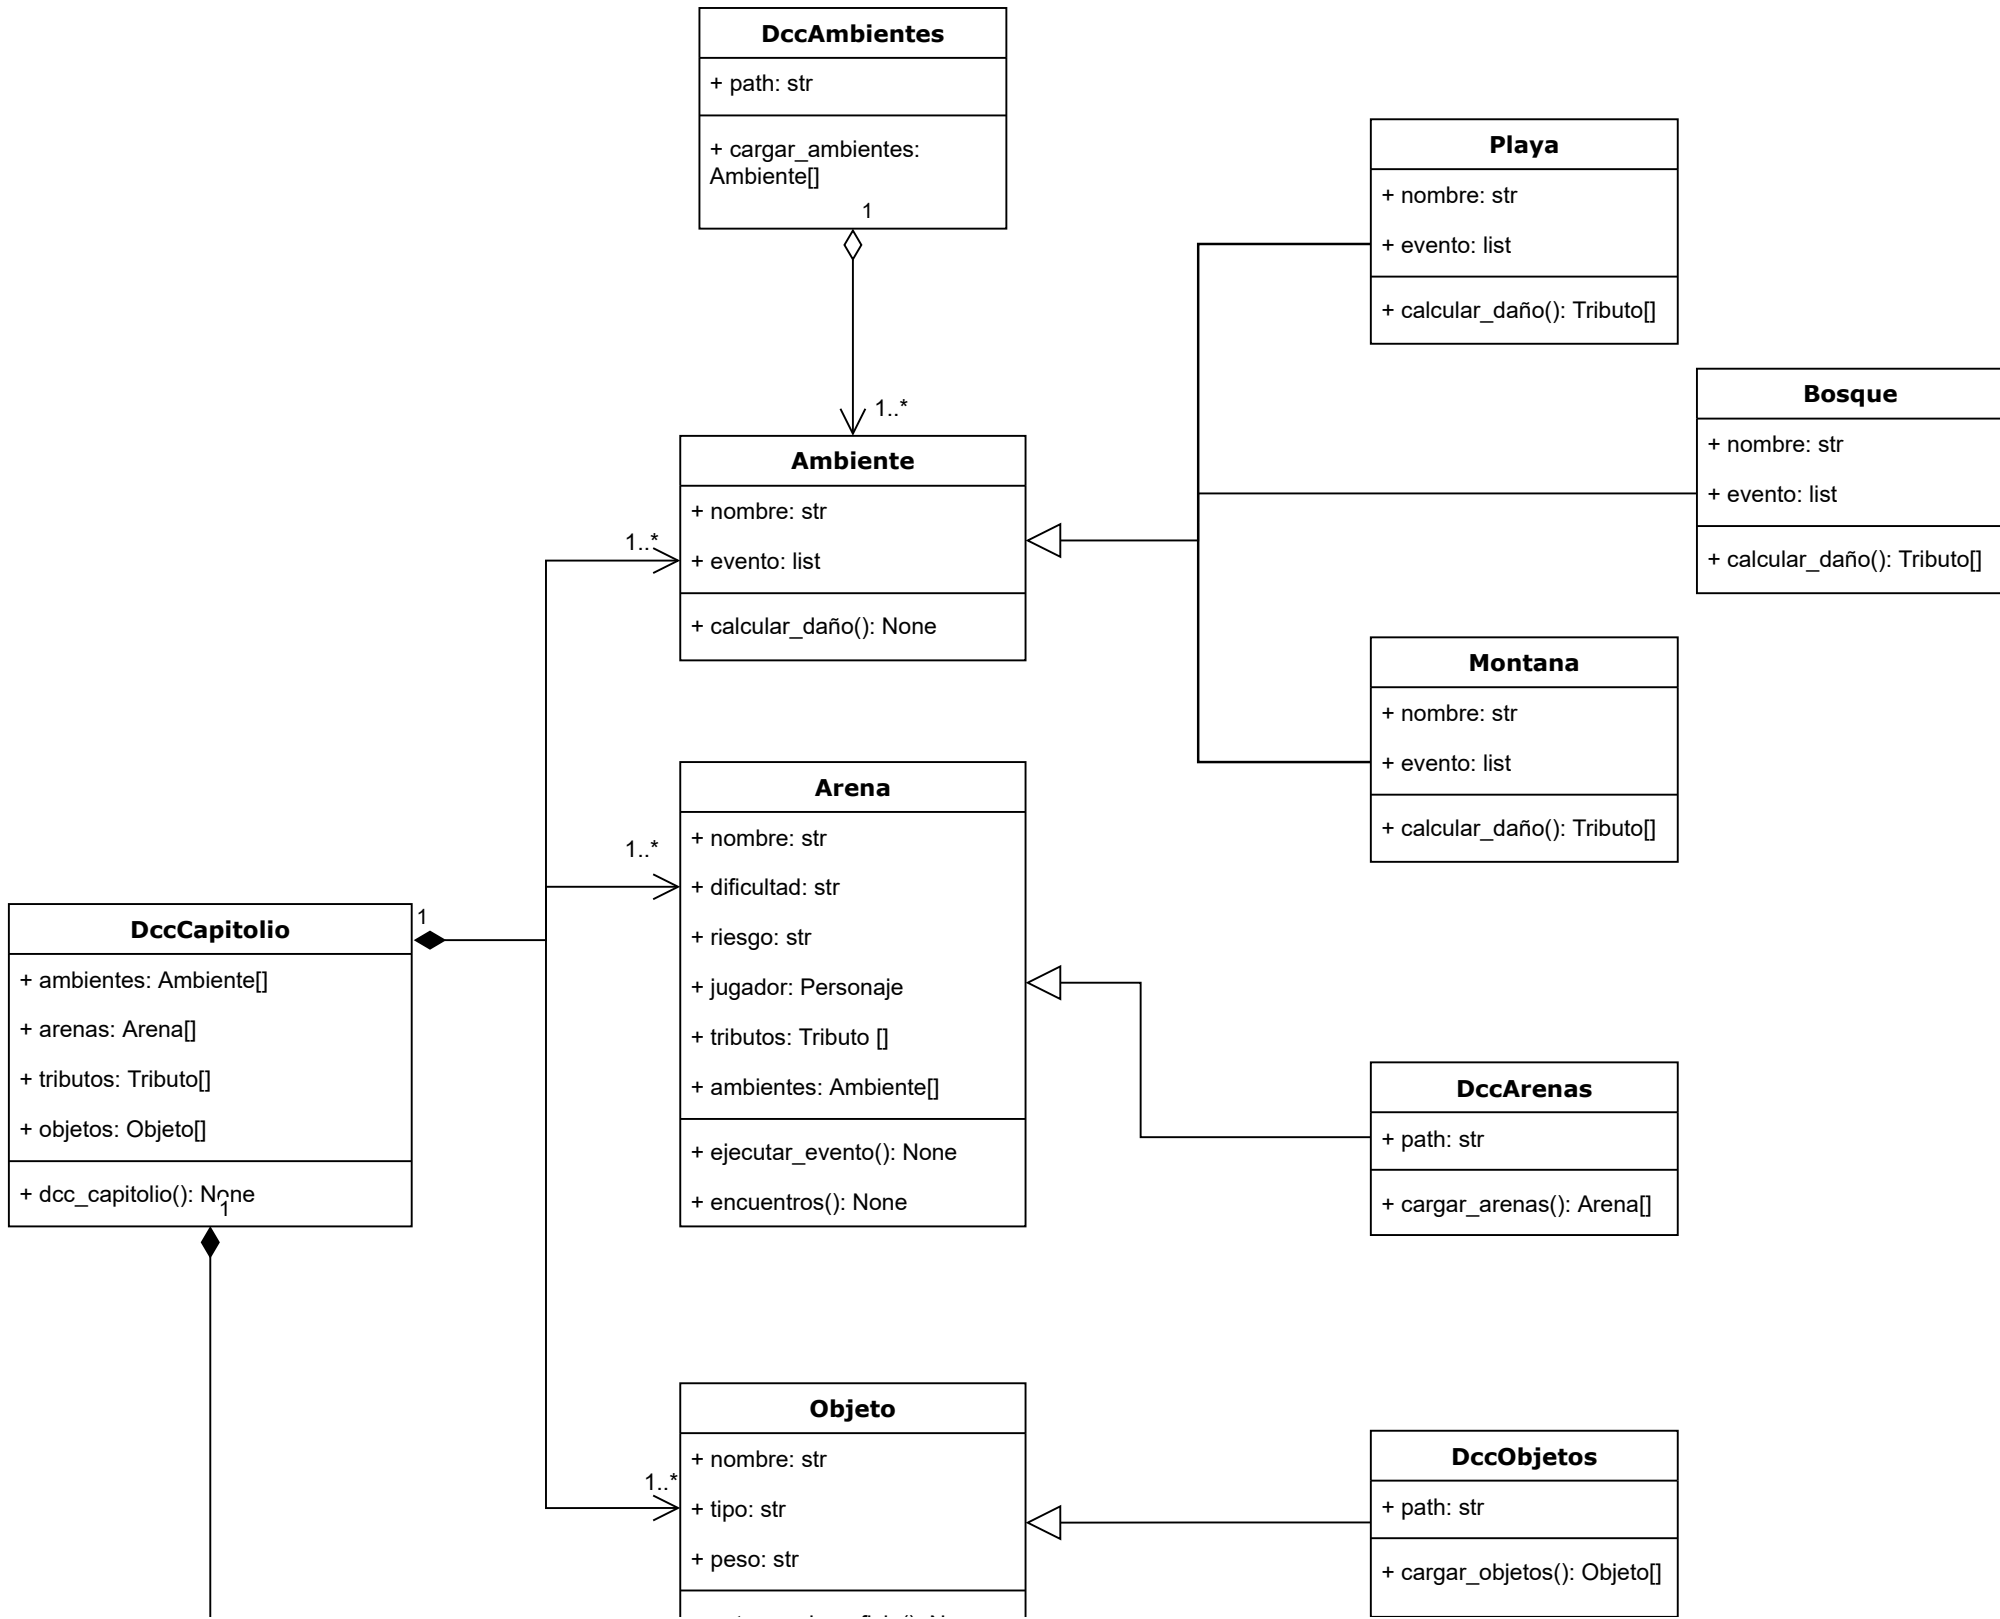 DccAmbientes
+ path: str
+ cargar_ambientes:
Ambiente[]
1
1..*
Playa
+ nombre: str
+ evento: list
+ calcular_daño(): Tributo[]
Bosque
+ nombre: str
+ evento: list
+ calcular_daño(): Tributo[]
Ambiente
+ nombre: str
+ evento: list
+ calcular_daño(): None
1..*
Montana
+ nombre: str
+ evento: list
+ calcular_daño(): Tributo[]
Arena
+ nombre: str
+ dificultad: str
+ riesgo: str
+ jugador: Personaje
+ tributos: Tributo []
+ ambientes: Ambiente[]
+ ejecutar_evento(): None
+ encuentros(): None
1..*
DccCapitolio
+ ambientes: Ambiente[]
+ arenas: Arena[]
+ tributos: Tributo[]
+ objetos: Objeto[]
+ dcc_capitolio(): None
1
1
DccArenas
+ path: str
+ cargar_arenas(): Arena[]
Objeto
+ nombre: str
+ tipo: str
+ peso: str
1..*
DccObjetos
+ path: str
+ cargar_objetos(): Objeto[]